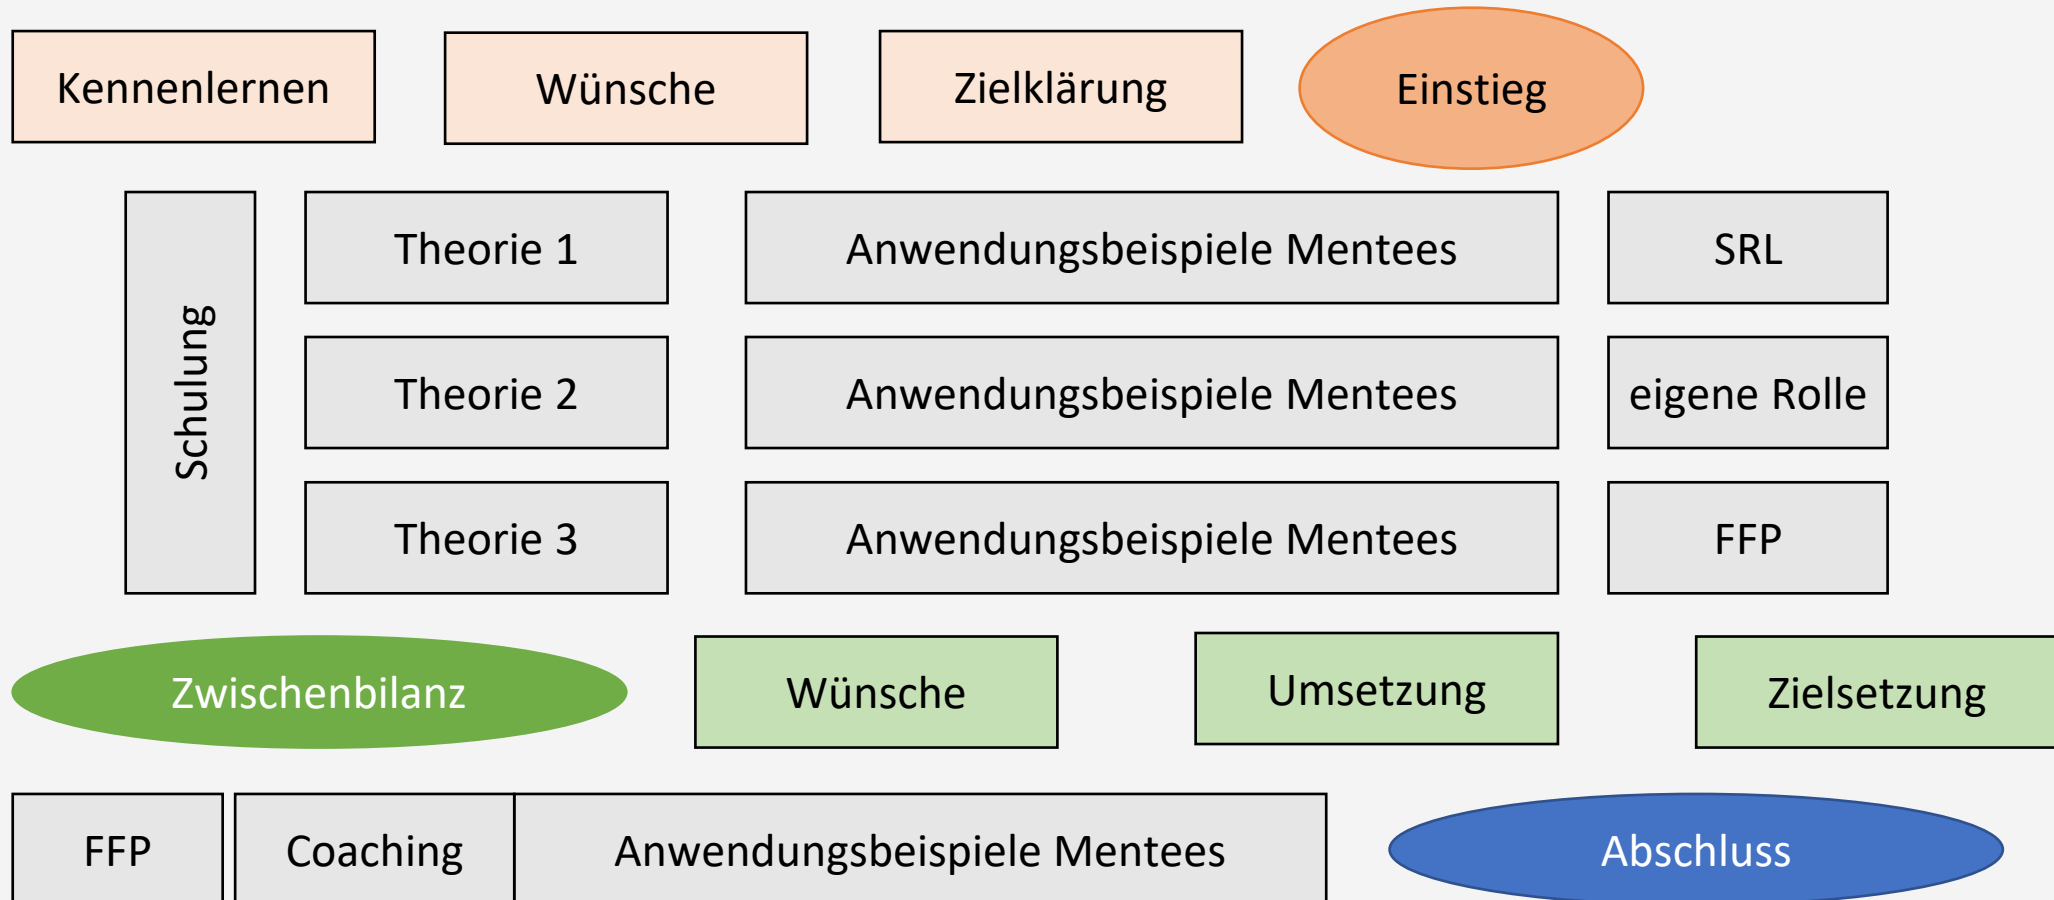 Kennenlernen
Wünsche
Zielklärung
Einstieg
Schulung
Theorie 1
Anwendungsbeispiele Mentees
SRL
Theorie 2
Anwendungsbeispiele Mentees
eigene Rolle
Theorie 3
Anwendungsbeispiele Mentees
FFP
Zwischenbilanz
Wünsche
Umsetzung
Zielsetzung
FFP
Coaching
Anwendungsbeispiele Mentees
Abschluss